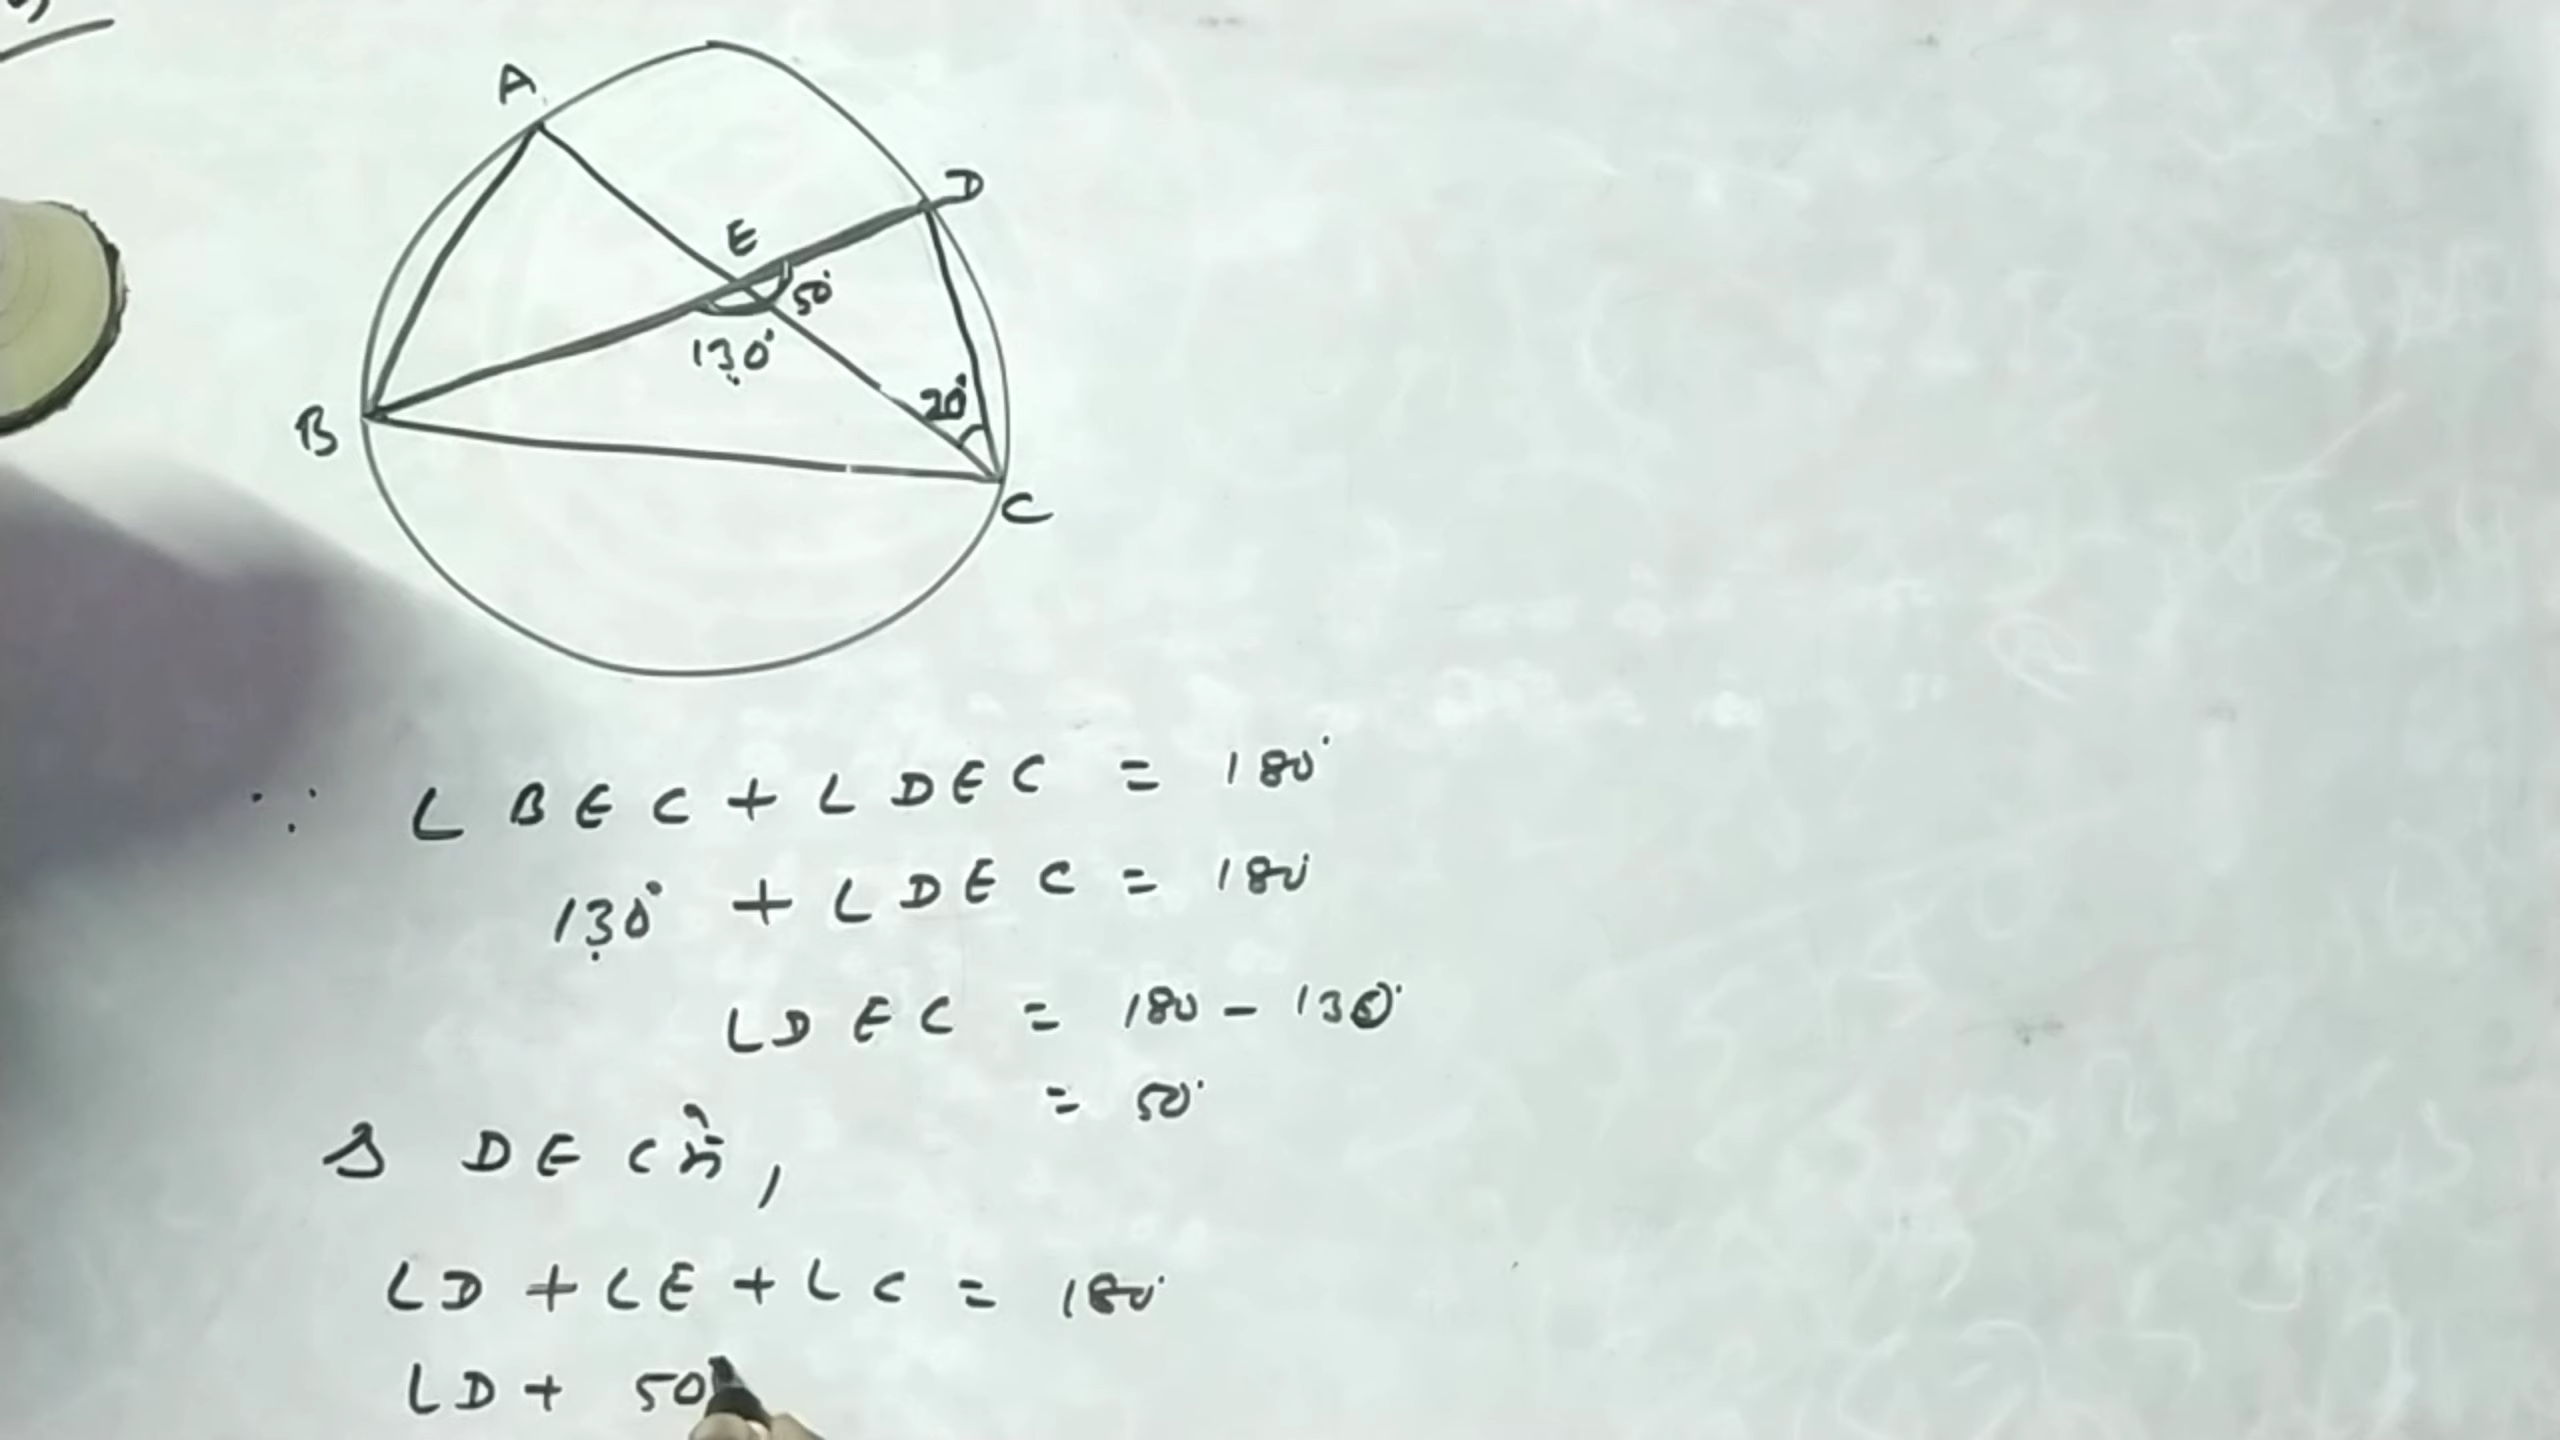 A
D
E
50°
130°
20°
B
C
∵ ∠BEC + ∠DEC = 180°
130° + ∠DEC = 180
∠DEC = 180 - 130°
= 50°
Δ DEC में,
∠D + ∠E + ∠C = 180°
∠D + 50